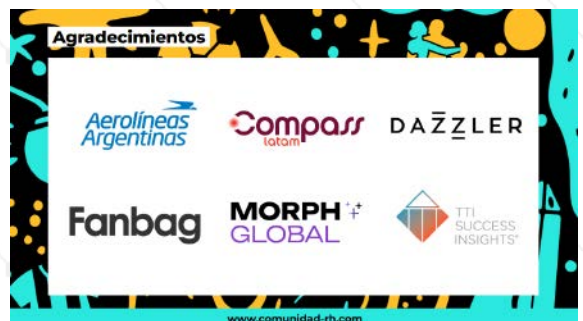 Agradecimientos
Aerolíneas
Argentinas
Compass
latam
DAZZLER
Fanbag
MORPH
GLOBAL
TTI
SUCCESS
INSIGHTS®
www.comunidad-rh.com